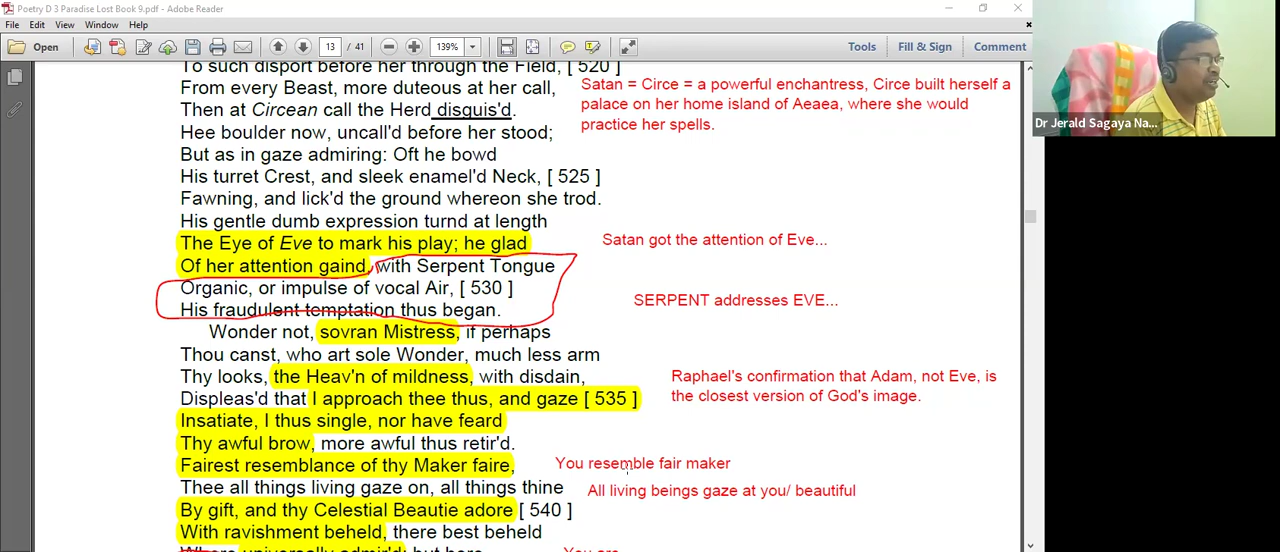 Poetry D 3 Paradise Lost Book 9.pdf - Adobe Reader
File Edit View Window Help
Open 13 / 41 139% Tools Fill & Sign Comment
To such disport before her through the Field, [ 520 ]
From every Beast, more duteous at her call,
Then at Circean call the Herd disguis'd.
Satan = Circe = a powerful enchantress, Circe built herself a
palace on her home island of Aeaea, where she would
practice her spells.
Hee boulder now, uncall'd before her stood;
But as in gaze admiring: Oft he bowd
His turret Crest, and sleek enamel'd Neck, [ 525 ]
Fawning, and lick'd the ground whereon she trod.
His gentle dumb expression turnd at length
The Eye of Eve to mark his play; he glad
Satan got the attention of Eve...
Of her attention gaind, with Serpent Tongue
Organic, or impulse of vocal Air, [ 530 ]
His fraudulent temptation thus began.
SERPENT addresses EVE...
Wonder not, sovran Mistress, if perhaps
Thou canst, who art sole Wonder, much less arm
Thy looks, the Heav'n of mildness, with disdain,
Displeas'd that I approach thee thus, and gaze [ 535 ]
Raphael's confirmation that Adam, not Eve, is
the closest version of God's image.
Insatiate, I thus single, nor have feard
Thy awful brow, more awful thus retir'd.
Fairest resemblance of thy Maker faire,
You resemble fair maker
Thee all things living gaze on, all things thine
All living beings gaze at you/ beautiful
By gift, and thy Celestial Beautie adore [ 540 ]
With ravishment beheld, there best beheld
Where universally admir'd: but here
You are
Dr Jerald Sagaya Na...